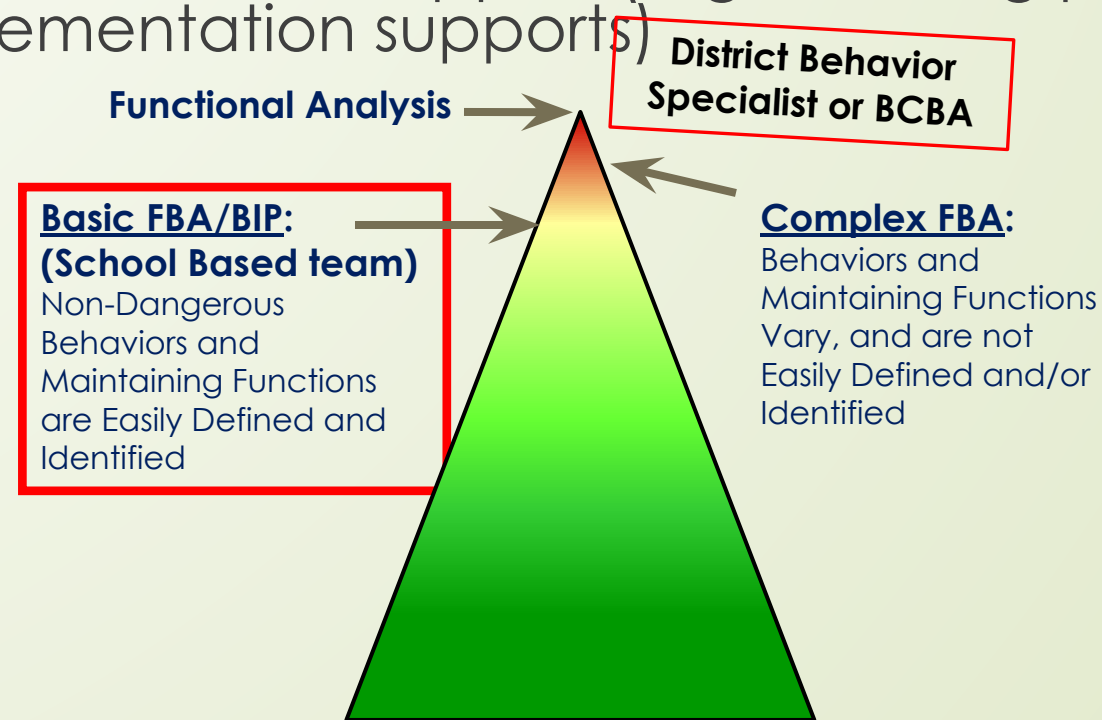 ementation supports)
District Behavior
Specialist or BCBA
Functional Analysis
Basic FBA/BIP:
(School Based team)
Non-Dangerous
Behaviors and
Maintaining Functions
are Easily Defined and
Identified
Complex FBA:
Behaviors and
Maintaining Functions
Vary, and are not
Easily Defined and/or
Identified